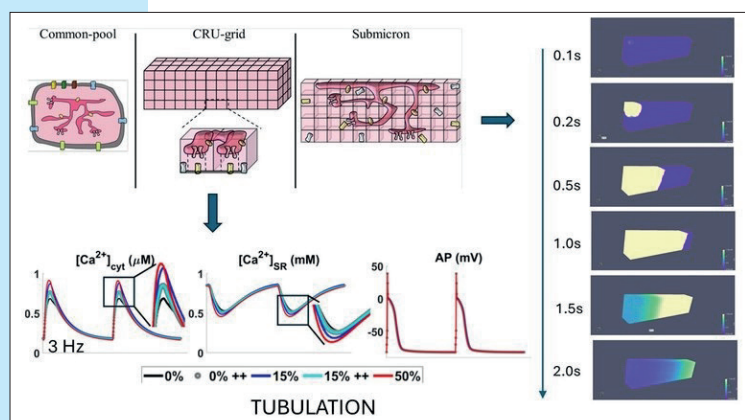 Common-pool
CRU-grid
Submicron
0.1s
0.2s
0.5s
1.0s
1.5s
2.0s
[Ca²⁺]cyt (μM)
[Ca²⁺]SR (mM)
AP (mV)
1
0.5
0
3 Hz
1
0.5
0
50
0
-50
0% 0% ++ 15% 15% ++ 50%
TUBULATION